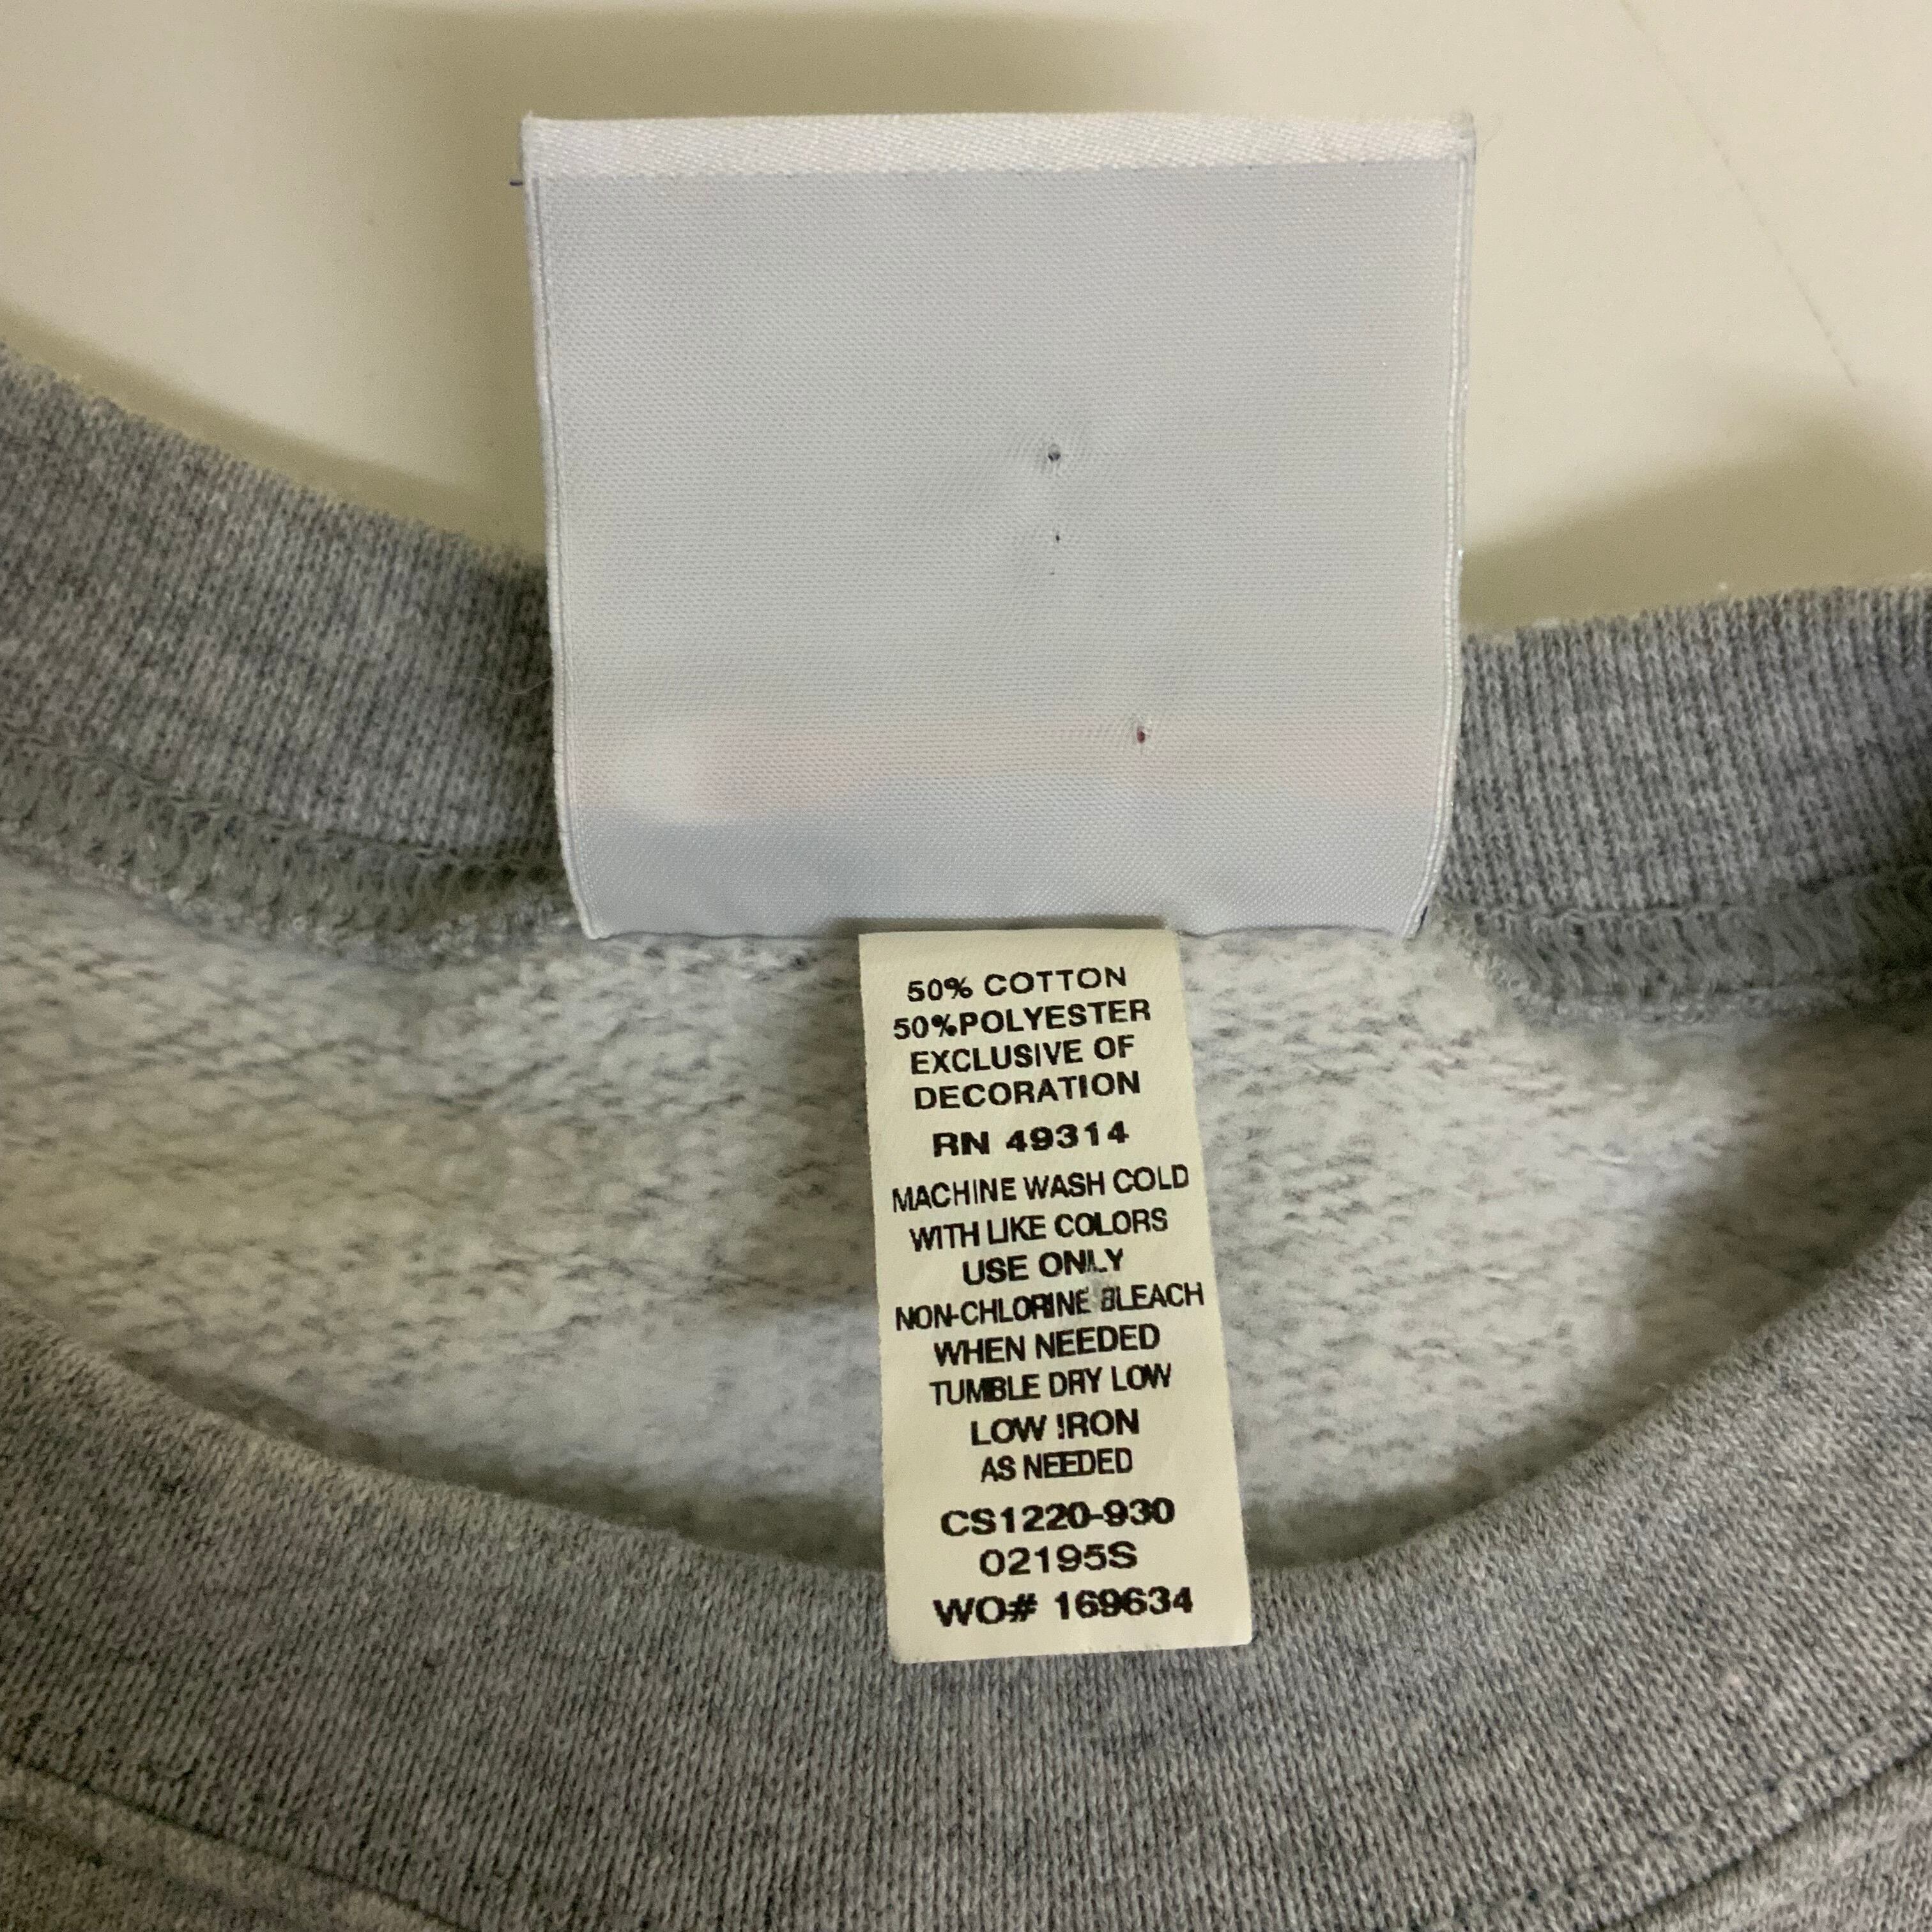 50% COTTON
50%POLYESTER
EXCLUSIVE OF
DECORATION
RN 49314
MACHINE WASH COLD
WITH LIKE COLORS
USE ONLY
NON-CHLORINE BLEACH
WHEN NEEDED
TUMBLE DRY LOW
LOW IRON
AS NEEDED
CS1220-930
02195S
WO# 169634